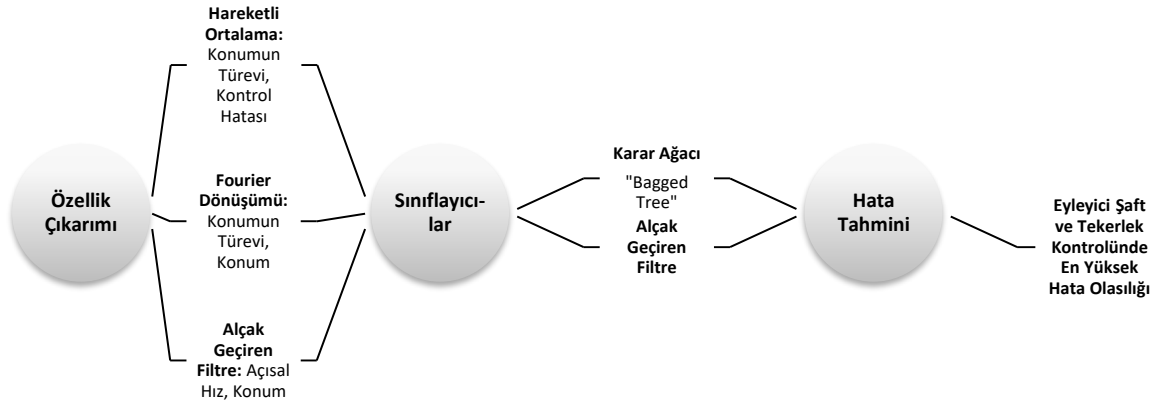 Özellik
Çıkarımı
Hareketli
Ortalama:
Konumun
Türevi,
Kontrol
Hatası
Fourier
Dönüşümü:
Konumun
Türevi,
Konum
Alçak
Geçiren
Filtre: Açısal
Hız, Konum
Sınıflayıcı-
lar
Karar Ağacı
"Bagged
Tree"
Alçak
Geçiren
Filtre
Hata
Tahmini
Eyleyici Şaft
ve Tekerlek
Kontrolünde
En Yüksek
Hata Olasılığı